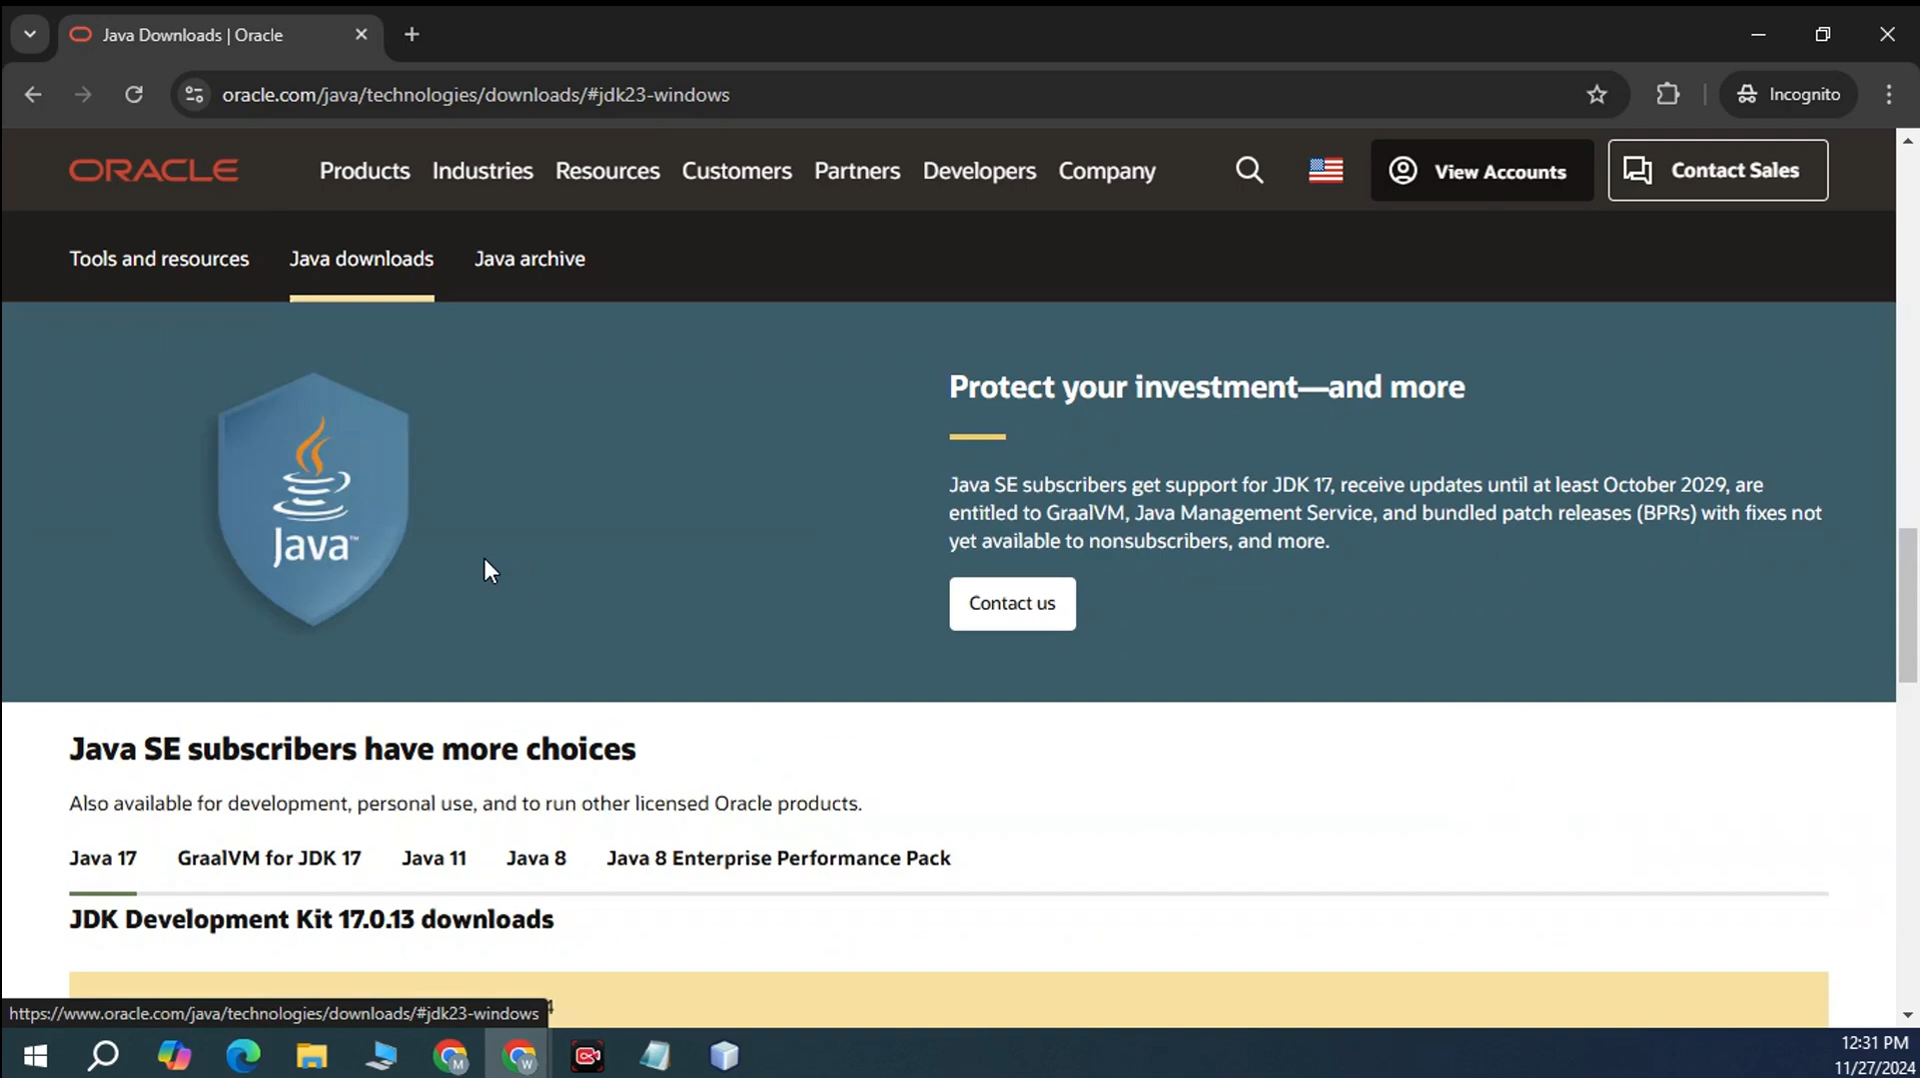 Java Downloads | Oracle
oracle.com/java/technologies/downloads/#jdk23-windows
Incognito
ORACLE
Products Industries Resources Customers Partners Developers Company
View Accounts
Contact Sales
Tools and resources Java downloads Java archive
Java™
Protect your investment—and more
Java SE subscribers get support for JDK 17, receive updates until at least October 2029, are
entitled to GraalVM, Java Management Service, and bundled patch releases (BPRs) with fixes not
yet available to nonsubscribers, and more.
Contact us
Java SE subscribers have more choices
Also available for development, personal use, and to run other licensed Oracle products.
Java 17 GraalVM for JDK 17 Java 11 Java 8 Java 8 Enterprise Performance Pack
JDK Development Kit 17.0.13 downloads
https://www.oracle.com/java/technologies/downloads/#jdk23-windows
M
W
12:31 PM
11/27/2024